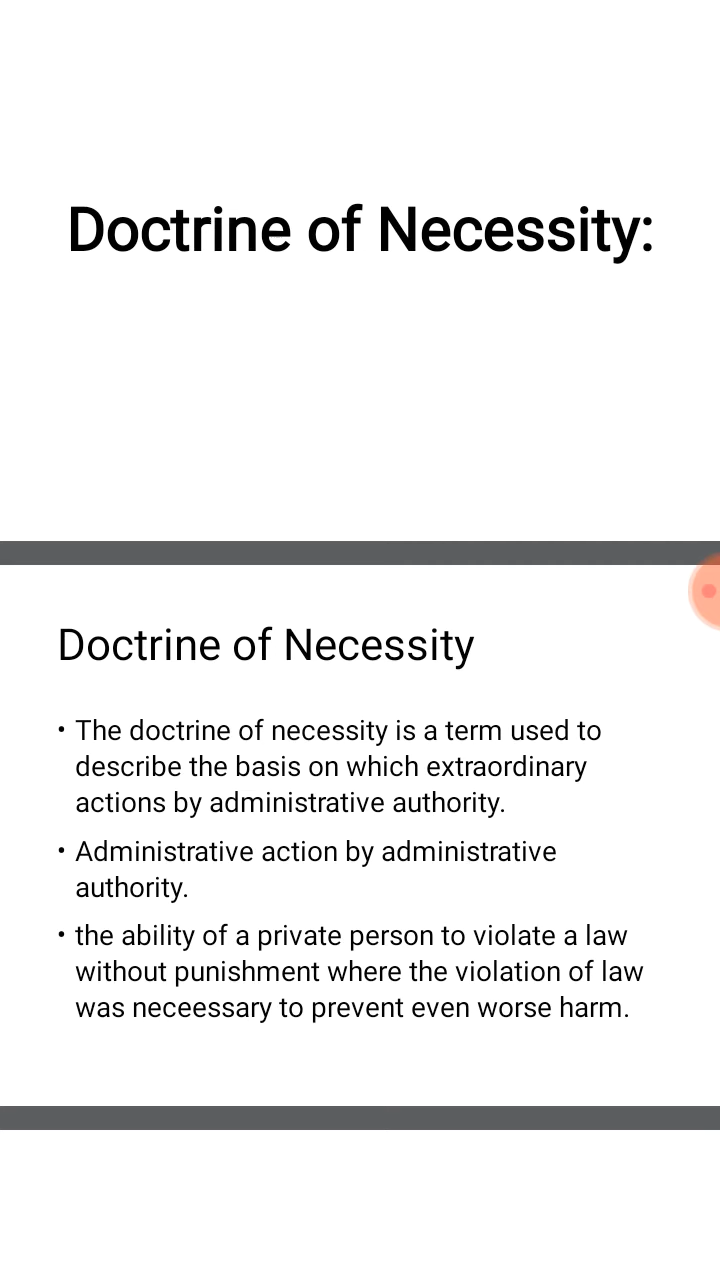 Doctrine of Necessity:
Doctrine of Necessity
• The doctrine of necessity is a term used to
describe the basis on which extraordinary
actions by administrative authority.
• Administrative action by administrative
authority.
• the ability of a private person to violate a law
without punishment where the violation of law
was neceessary to prevent even worse harm.